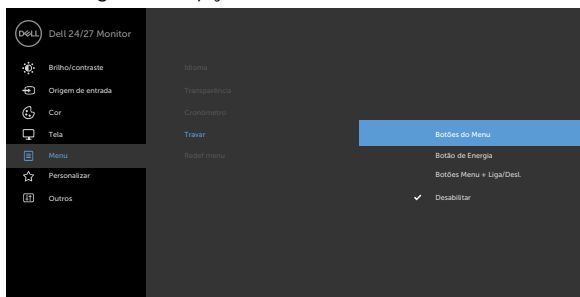 DELL Dell 24/27 Monitor
Brilho/contraste
Idioma
Origem de entrada
Transparência
Cor
Cronômetro
Tela
Travar
Botões do Menu
Menu
Redef menu
Botão de Energia
Personalizar
Botões Menu + Liga/Desl.
Outros
Desabilitar